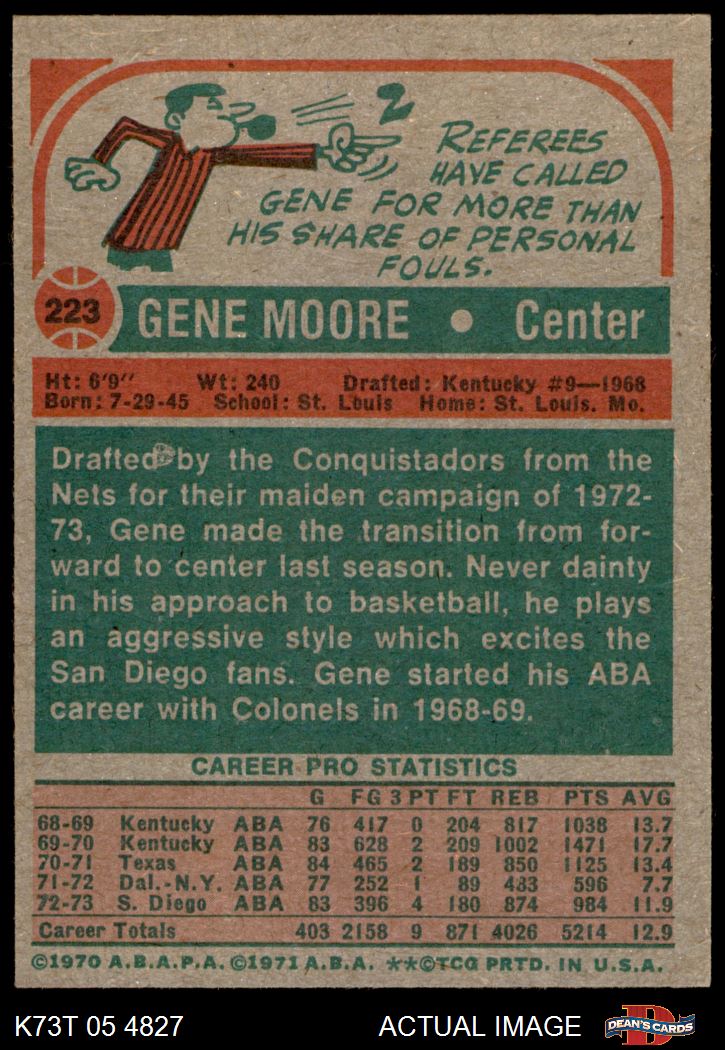 2
REFEREES
HAVE CALLED
GENE FOR MORE THAN
HIS SHARE OF PERSONAL
FOULS.
223 GENE MOORE • Center
Ht: 6'9" Wt: 240 Drafted: Kentucky #9—1968
Born: 7-29-45 School: St. Louis Home: St. Louis. Mo.
Drafted by the Conquistadors from the
Nets for their maiden campaign of 1972-
73, Gene made the transition from for-
ward to center last season. Never dainty
in his approach to basketball, he plays
an aggressive style which excites the
San Diego fans. Gene started his ABA
career with Colonels in 1968-69.
CAREER PRO STATISTICS
G FG 3PT FT REB PTS AVG
68-69 Kentucky ABA 76 417 0 204 817 1038 13.7
69-70 Kentucky ABA 83 628 2 209 1002 1471 17.7
70-71 Texas ABA 84 465 2 189 850 1125 13.4
71-72 Dal.-N.Y. ABA 77 252 1 89 483 596 7.7
72-73 S. Diego ABA 83 396 4 180 874 984 11.9
Career Totals 403 2158 9 871 4026 5214 12.9
©1970 A.B.A.P.A. ©1971 A.B.A. **©TCG PRTD. IN U.S.A.
K73T 05 4827 ACTUAL IMAGE D DEAN'S CARDS